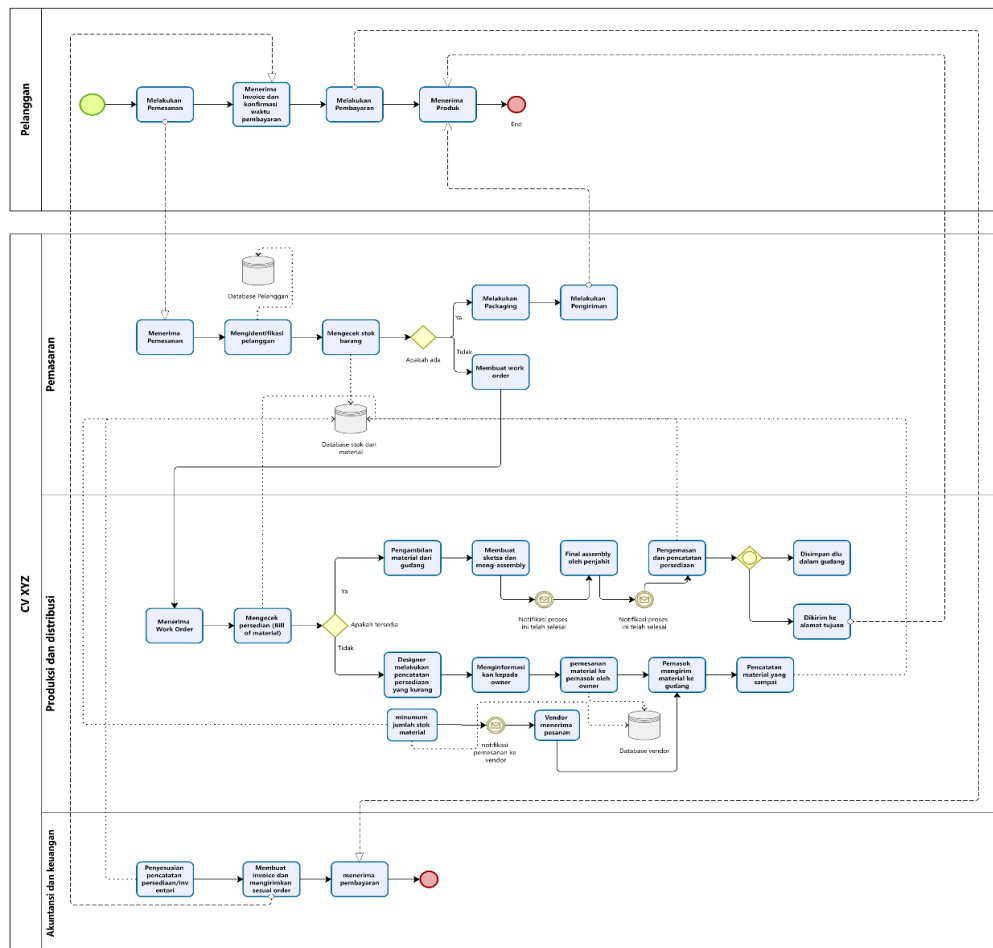 Pelanggan
Melakukan
Pemesanan
Menerima
Invoice dan
konfirmasi
waktu
pembayaran
Melakukan
Pembayaran
Menerima
Produk
End
CV XYZ
Pemasaran
Database Pelanggan
Menerima
Pemesanan
Mengidentifikasi
pelanggan
Mengecek stok
barang
Apakah ada
Ya
Tidak
Melakukan
Packaging
Melakukan
Pengiriman
Membuat work
order
Database stok dan
material
Produksi dan distribusi
Menerima
Work Order
Mengecek
persedian (Bill
of material)
Apakah tersedia
Ya
Tidak
Pengambilan
material dari
gudang
Membuat
sketsa dan
meng-assembly
Notifikasi proses
ini telah selesai
Final assembly
oleh penjahit
Notifikasi proses
ini telah selesai
Pengemasan
dan pencatatan
persediaan
Disimpan dlu
dalam gudang
Dikirim ke
alamat tujuan
Designer
melakukan
pencatatan
persediaan
yang kurang
Menginformasi
kan kepada
owner
pemesanan
material ke
pemasok oleh
owner
Pemasok
mengirim
material ke
gudang
Pencatatan
material yang
sampai
minumum
jumlah stok
material
notifikasi
pemesanan ke
vendor
Vendor
menerima
pesanan
Database vendor
Akuntansi dan keuangan
Penyesuaian
pencatatan
persediaan/inv
entori
Membuat
invoice dan
mengirimkan
sesuai order
menerima
pembayaran